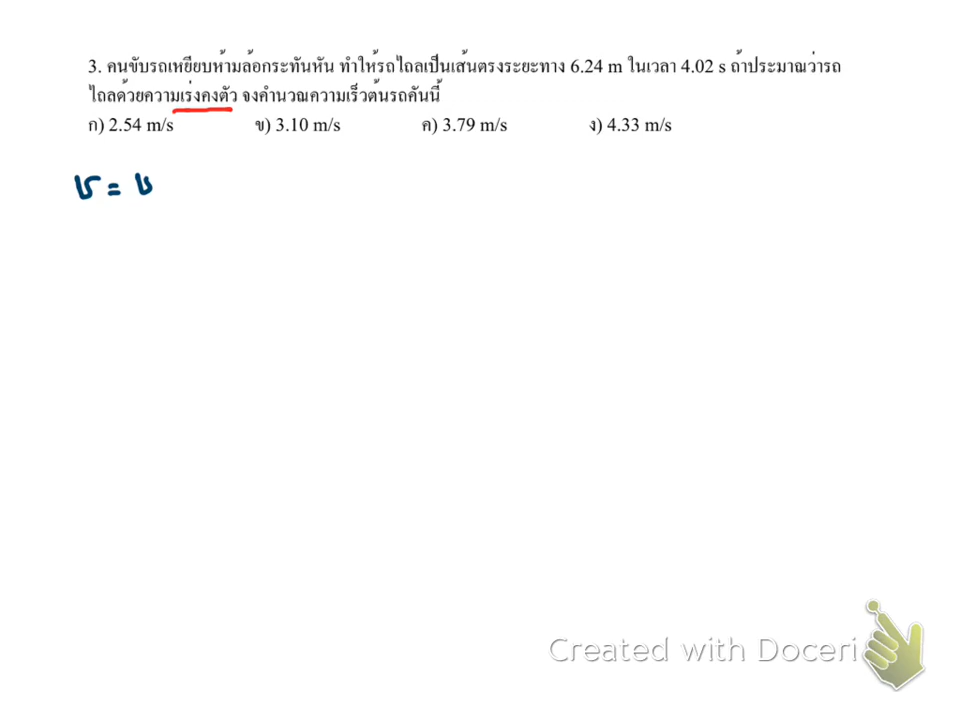 3. คนขับรถเหยียบห้ามล้อกระทันหัน ทำให้รถไถลเป็นเส้นตรงระยะทาง 6.24 m ในเวลา 4.02 s ถ้าประมาณว่ารถ
ไถลด้วยความเร่งคงตัว จงคำนวณความเร็วต้นรถคันนี้
ก) 2.54 m/s ข) 3.10 m/s ค) 3.79 m/s ง) 4.33 m/s
v =
Created with Doceri